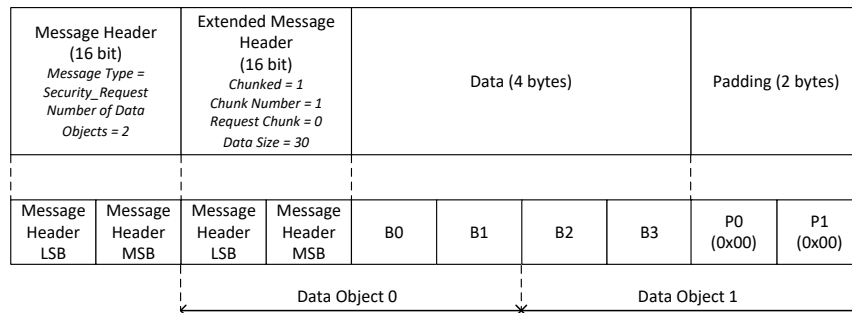 Message Header
(16 bit)
Message Type =
Security_Request
Number of Data
Objects = 2
Extended Message
Header
(16 bit)
Chunked = 1
Chunk Number = 1
Request Chunk = 0
Data Size = 30
Data (4 bytes)
Padding (2 bytes)
Message
Header
LSB
Message
Header
MSB
Message
Header
LSB
Message
Header
MSB
B0
B1
B2
B3
P0
(0x00)
P1
(0x00)
Data Object 0
Data Object 1